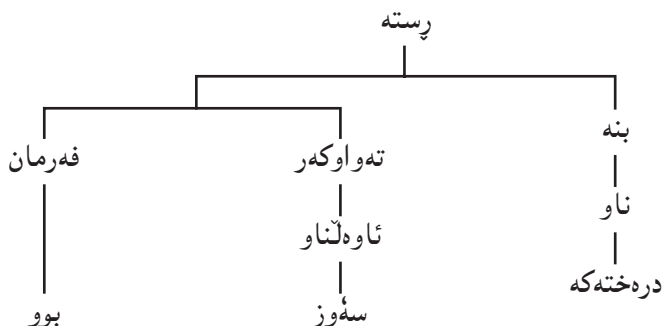 ڕستە
بنە
تەواوکەر
فەرمان
ناو
ئاوەڵناو
درەختەکە
سەوز
بوو